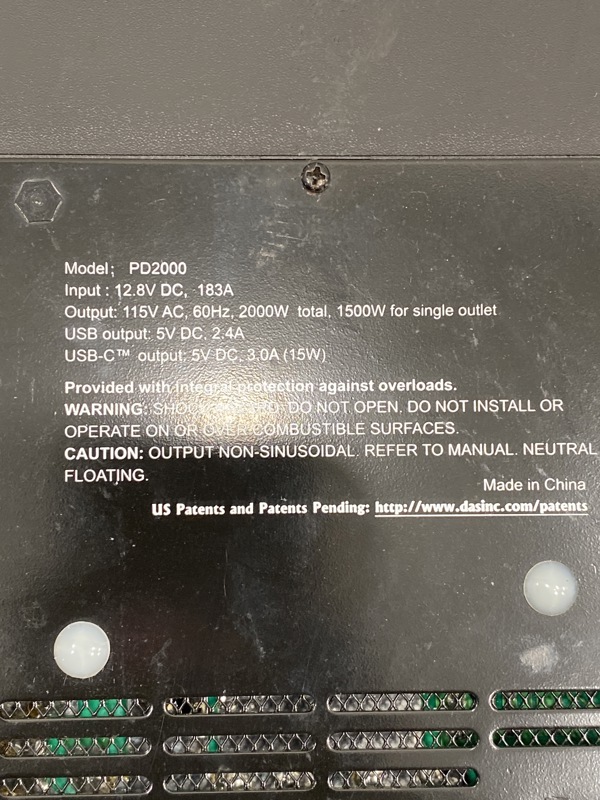 Model; PD2000
Input : 12.8V DC, 183A
Output: 115V AC, 60Hz, 2000W total, 1500W for single outlet
USB output: 5V DC, 2.4A
USB-C™ output: 5V DC, 3.0A (15W)
Provided with integral protection against overloads.
WARNING: SHOCK HAZARD. DO NOT OPEN. DO NOT INSTALL OR
OPERATE ON OR OVER COMBUSTIBLE SURFACES.
CAUTION: OUTPUT NON-SINUSOIDAL. REFER TO MANUAL. NEUTRAL
FLOATING.
Made in China
US Patents and Patents Pending: http://www.dasinc.com/patents